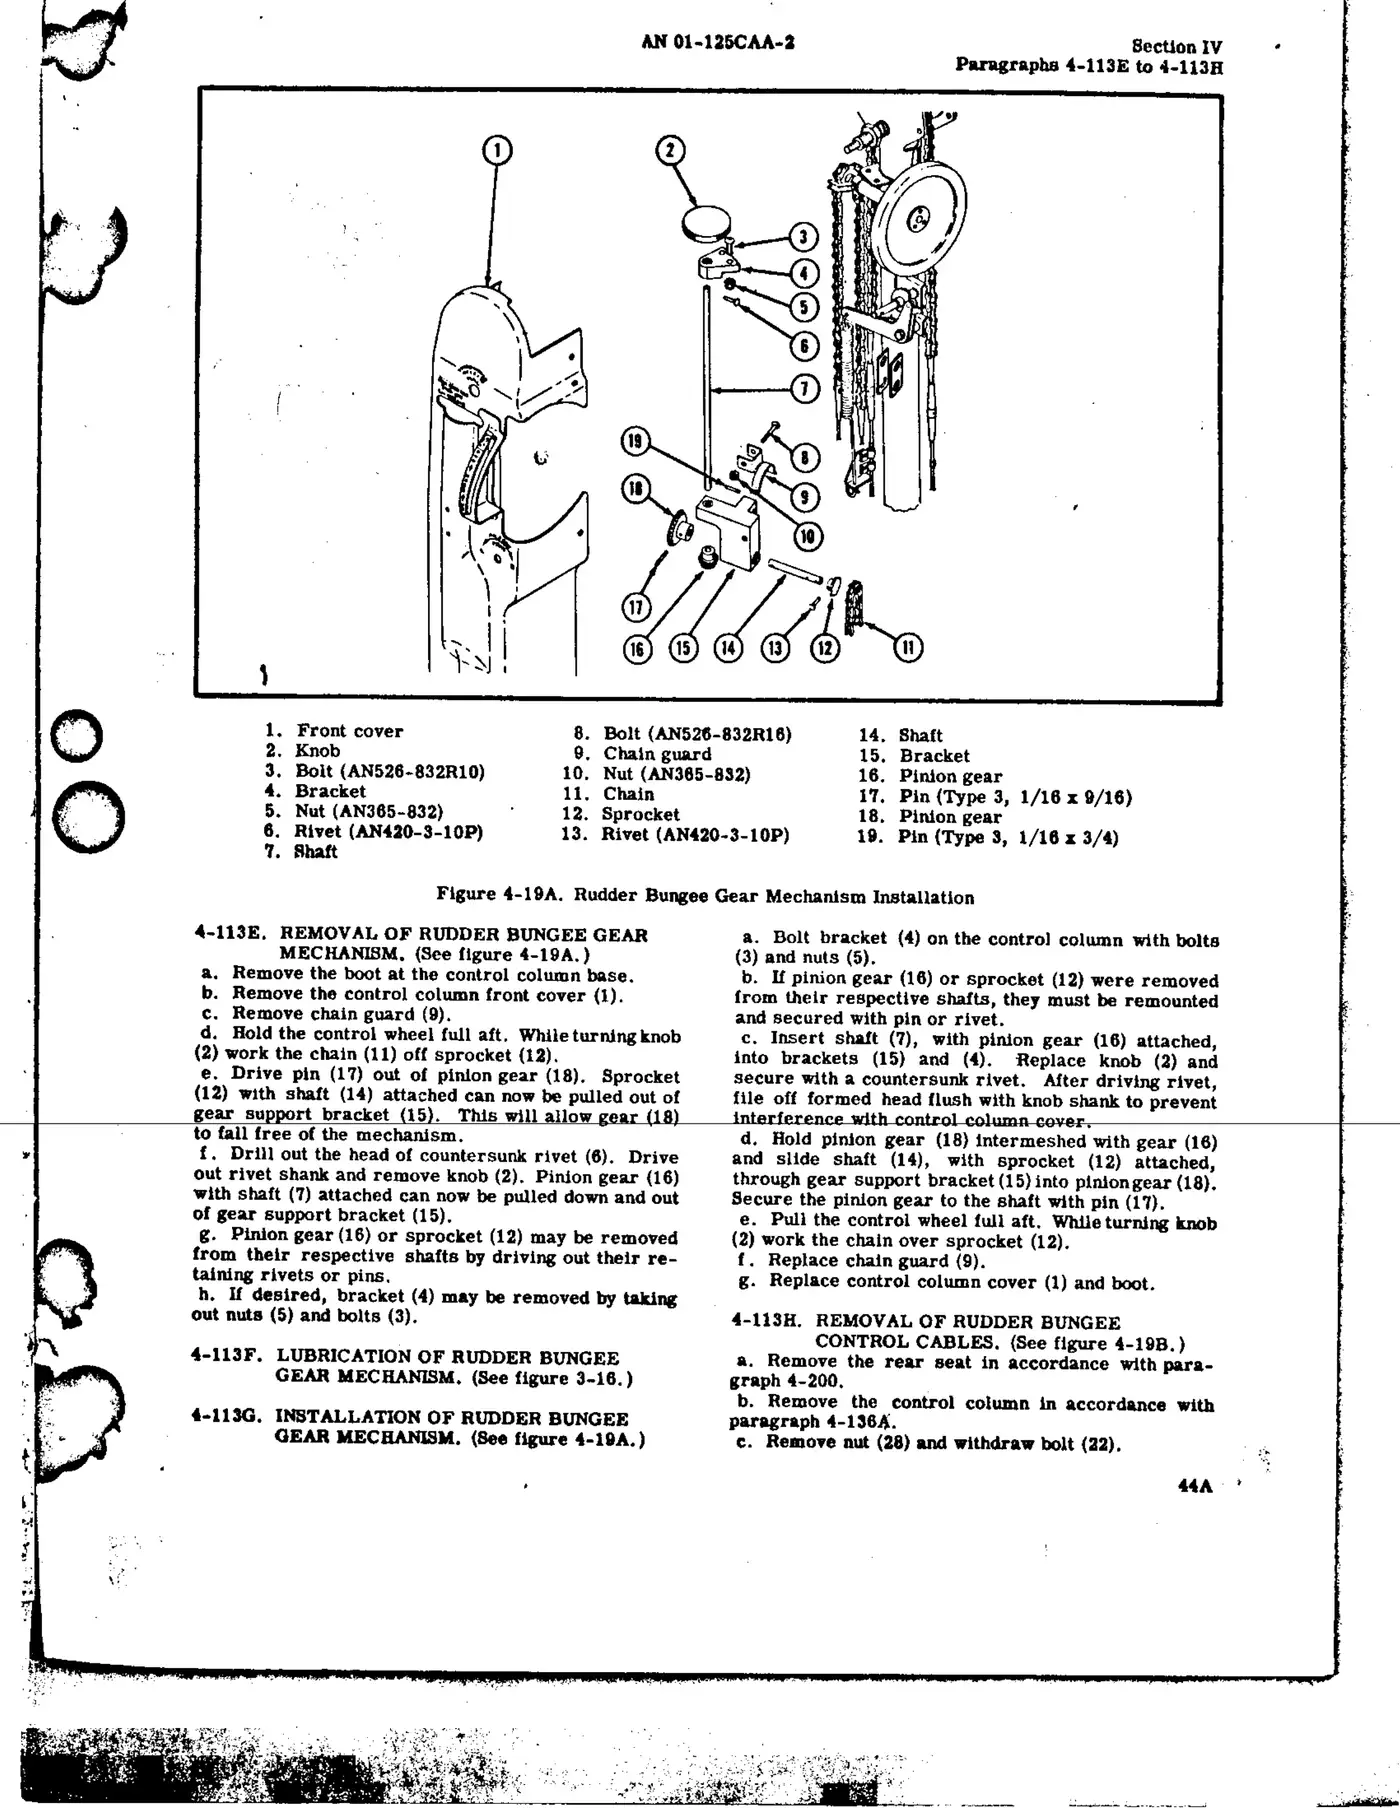 AN 01-125CAA-2
Section IV
Paragraphs 4-113E to 4-113H
1
2
3
4
5
6
7
19
8
18
9
10
17
16
15
14
13
12
11
1. Front cover
2. Knob
3. Bolt (AN526-832R10)
4. Bracket
5. Nut (AN365-832)
6. Rivet (AN420-3-10P)
7. Shaft
8. Bolt (AN526-832R16)
9. Chain guard
10. Nut (AN365-832)
11. Chain
12. Sprocket
13. Rivet (AN420-3-10P)
14. Shaft
15. Bracket
16. Pinion gear
17. Pin (Type 3, 1/16 x 9/16)
18. Pinion gear
19. Pin (Type 3, 1/16 x 3/4)
Figure 4-19A. Rudder Bungee Gear Mechanism Installation
4-113E. REMOVAL OF RUDDER BUNGEE GEAR
MECHANISM. (See figure 4-19A.)
a. Remove the boot at the control column base.
b. Remove the control column front cover (1).
c. Remove chain guard (9).
d. Hold the control wheel full aft. While turning knob
(2) work the chain (11) off sprocket (12).
e. Drive pin (17) out of pinion gear (18). Sprocket
(12) with shaft (14) attached can now be pulled out of
gear support bracket (15). This will allow gear (18)
to fall free of the mechanism.
f. Drill out the head of countersunk rivet (6). Drive
out rivet shank and remove knob (2). Pinion gear (16)
with shaft (7) attached can now be pulled down and out
of gear support bracket (15).
g. Pinion gear (16) or sprocket (12) may be removed
from their respective shafts by driving out their re-
taining rivets or pins.
h. If desired, bracket (4) may be removed by taking
out nuts (5) and bolts (3).
4-113F. LUBRICATION OF RUDDER BUNGEE
GEAR MECHANISM. (See figure 3-16.)
4-113G. INSTALLATION OF RUDDER BUNGEE
GEAR MECHANISM. (See figure 4-19A.)
a. Bolt bracket (4) on the control column with bolts
(3) and nuts (5).
b. If pinion gear (16) or sprocket (12) were removed
from their respective shafts, they must be remounted
and secured with pin or rivet.
c. Insert shaft (7), with pinion gear (16) attached,
into brackets (15) and (4). Replace knob (2) and
secure with a countersunk rivet. After driving rivet,
file off formed head flush with knob shank to prevent
interference with control column cover.
d. Hold pinion gear (18) intermeshed with gear (16)
and slide shaft (14), with sprocket (12) attached,
through gear support bracket (15) into pinion gear (18).
Secure the pinion gear to the shaft with pin (17).
e. Pull the control wheel full aft. While turning knob
(2) work the chain over sprocket (12).
f. Replace chain guard (9).
g. Replace control column cover (1) and boot.
4-113H. REMOVAL OF RUDDER BUNGEE
CONTROL CABLES. (See figure 4-19B.)
a. Remove the rear seat in accordance with para-
graph 4-200.
b. Remove the control column in accordance with
paragraph 4-136A.
c. Remove nut (28) and withdraw bolt (22).
44A